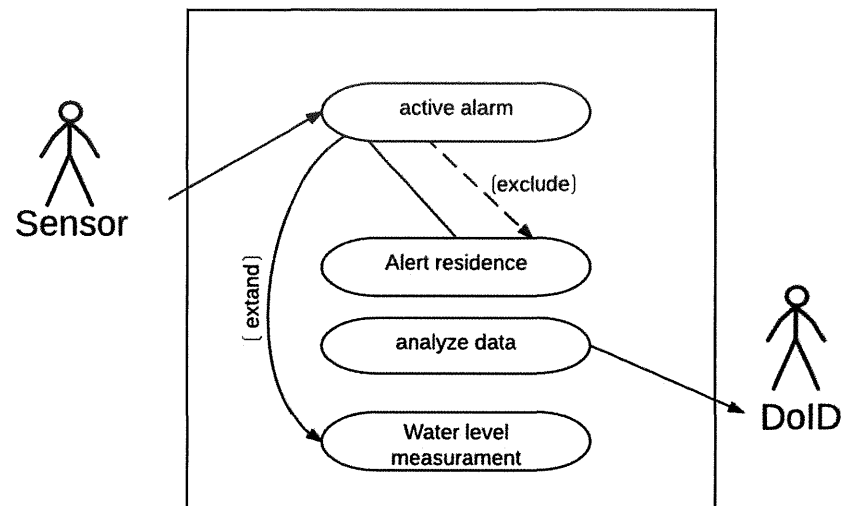 active alarm
(exclude)
Sensor
Alert residence
( extand)
analyze data
DoID
Water level
measurament